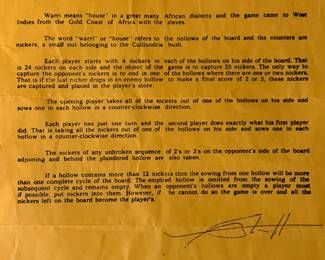 Warri means "house" in a great many African dialects and the game came to West
Indies from the Gold Coast of Africa with the slaves.
The word "warri" or "house" refers to the hollows of the board and the counters are
nickers, a small nut belonging to the Cuillandria bush.
Each player starts with 4 nickers in each of the hollows on his side of the board. That
is 24 nickers on each side and the object of the game is to capture 25 nickers. The only way to
capture the opponent's nickers is to end in one of the hollows where there are one or two nickers,
That is if the last nicker drops in an enemy hollow to make a final score of 2 or 3, these nickers
are captured and placed in the player's store.
The opening player takes all of the nickers out of one of the hollows on his side and
sows one in each hollow in a counter-clockwise direction.
Each player has just one turn and the second player does exactly what his first player
did. That is taking all the nickers out of one of the hollows on his side and sows one in each
hollow in a counter-clockwise direction.
The nickers of any unbroken sequence of 2's or 3's on the opponent's side of the board
adjoining and behind the plundered hollow are also taken.
If a hollow contains more than 12 nickers then the sowing from one hollow will be more
than one complete cycle of the board. The emptied hollow is omitted from the sowing of the
subsequent cycle and remains empty. When an opponent's hollows are empty a player must
if possible, put nickers into them. However, if he cannot do so the game is over and all the
nickers left on the board become the player's.